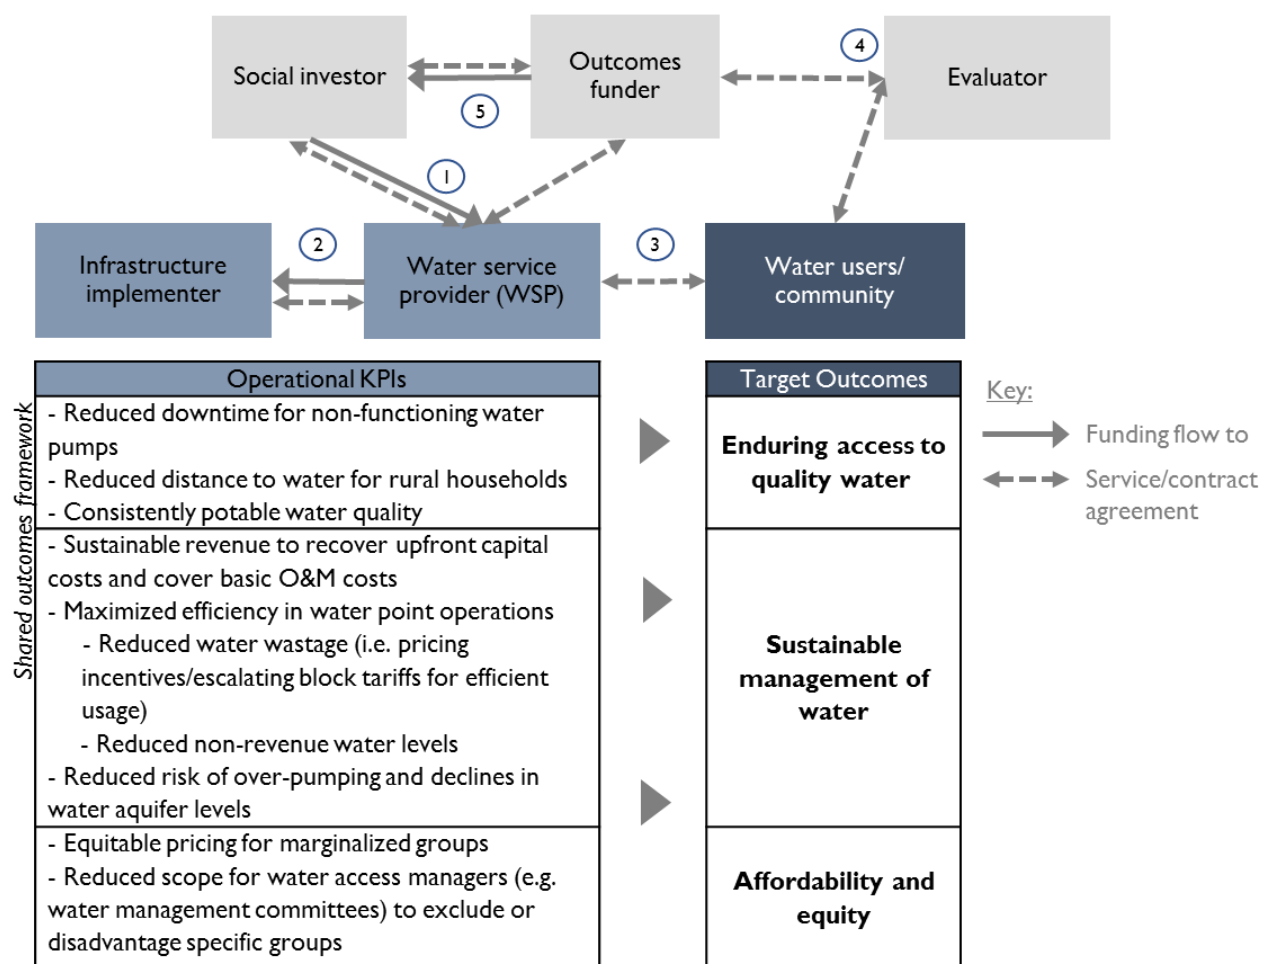 Social investor
Outcomes
funder
Evaluator
4
5
1
2
3
Infrastructure
implementer
Water service
provider (WSP)
Water users/
community
Shared outcomes framework
Operational KPIs
- Reduced downtime for non-functioning water
pumps
- Reduced distance to water for rural households
- Consistently potable water quality
- Sustainable revenue to recover upfront capital
costs and cover basic O&M costs
- Maximized efficiency in water point operations
- Reduced water wastage (i.e. pricing
incentives/escalating block tariffs for efficient
usage)
- Reduced non-revenue water levels
- Reduced risk of over-pumping and declines in
water aquifer levels
- Equitable pricing for marginalized groups
- Reduced scope for water access managers (e.g.
water management committees) to exclude or
disadvantage specific groups
Target Outcomes
Enduring access to
quality water
Sustainable
management of
water
Affordability and
equity
Key:
Funding flow to
Service/contract
agreement